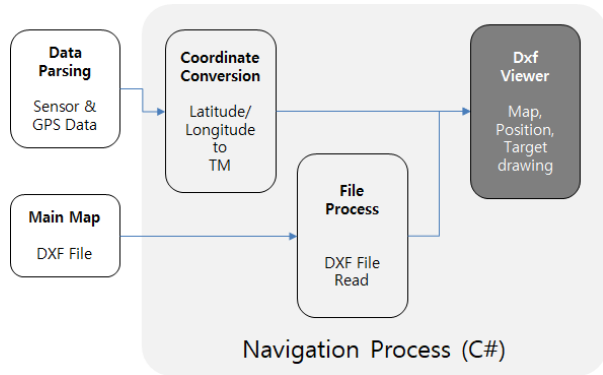 Data
Parsing
Sensor &
GPS Data
Coordinate
Conversion
Latitude/
Longitude
to
TM
Dxf
Viewer
Map,
Position,
Target
drawing
Main Map
DXF File
File
Process
DXF File
Read
Navigation Process (C#)